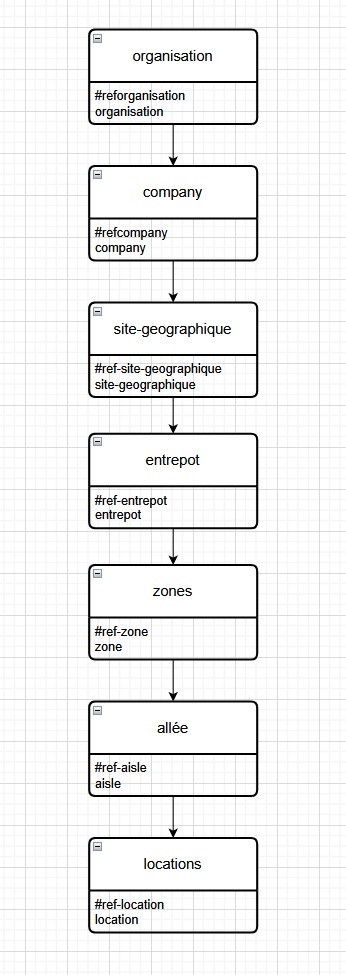 organisation
#reforganisation
organisation
company
#refcompany
company
site-geographique
#ref-site-geographique
site-geographique
entrepot
#ref-entrepot
entrepot
zones
#ref-zone
zone
allée
#ref-aisle
aisle
locations
#ref-location
location